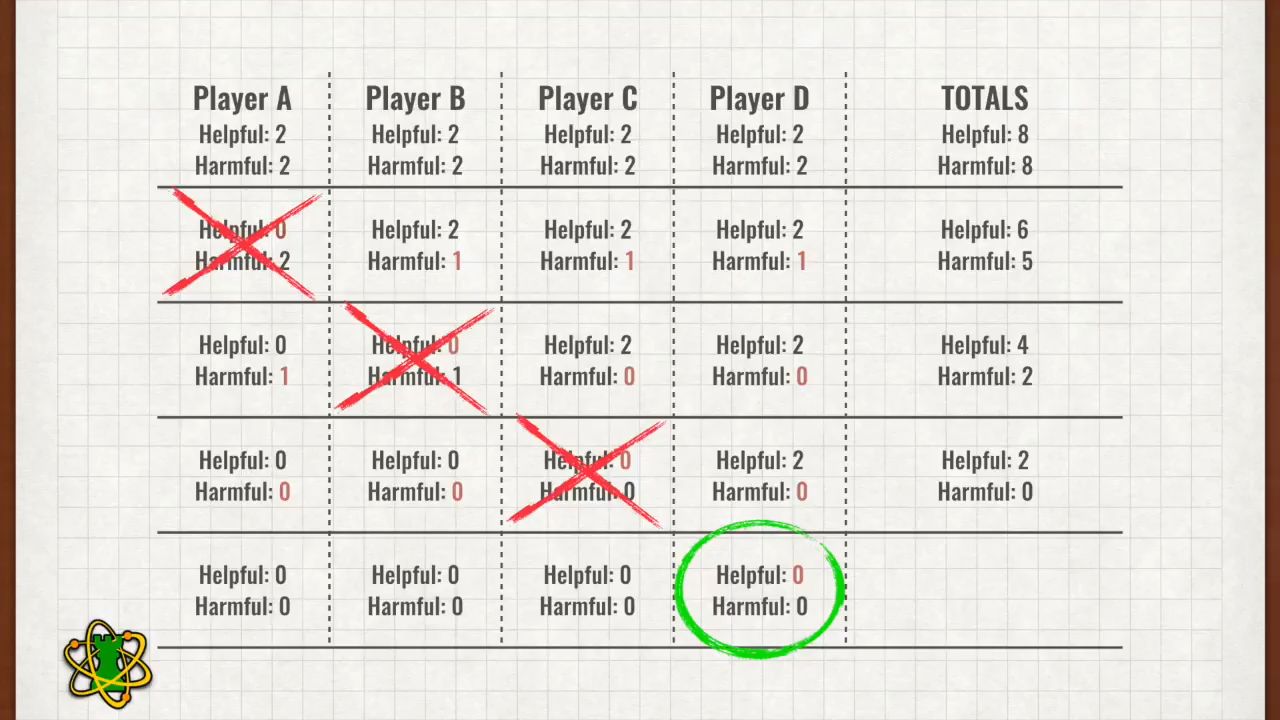 Player A Player B Player C Player D TOTALS
Helpful: 2 Helpful: 2 Helpful: 2 Helpful: 2 Helpful: 8
Harmful: 2 Harmful: 2 Harmful: 2 Harmful: 2 Harmful: 8
Helpful: 0 Helpful: 2 Helpful: 2 Helpful: 2 Helpful: 6
Harmful: 2 Harmful: 1 Harmful: 1 Harmful: 1 Harmful: 5
Helpful: 0 Helpful: 0 Helpful: 2 Helpful: 2 Helpful: 4
Harmful: 1 Harmful: 1 Harmful: 0 Harmful: 0 Harmful: 2
Helpful: 0 Helpful: 0 Helpful: 0 Helpful: 2 Helpful: 2
Harmful: 0 Harmful: 0 Harmful: 0 Harmful: 0 Harmful: 0
Helpful: 0 Helpful: 0 Helpful: 0 Helpful: 0
Harmful: 0 Harmful: 0 Harmful: 0 Harmful: 0